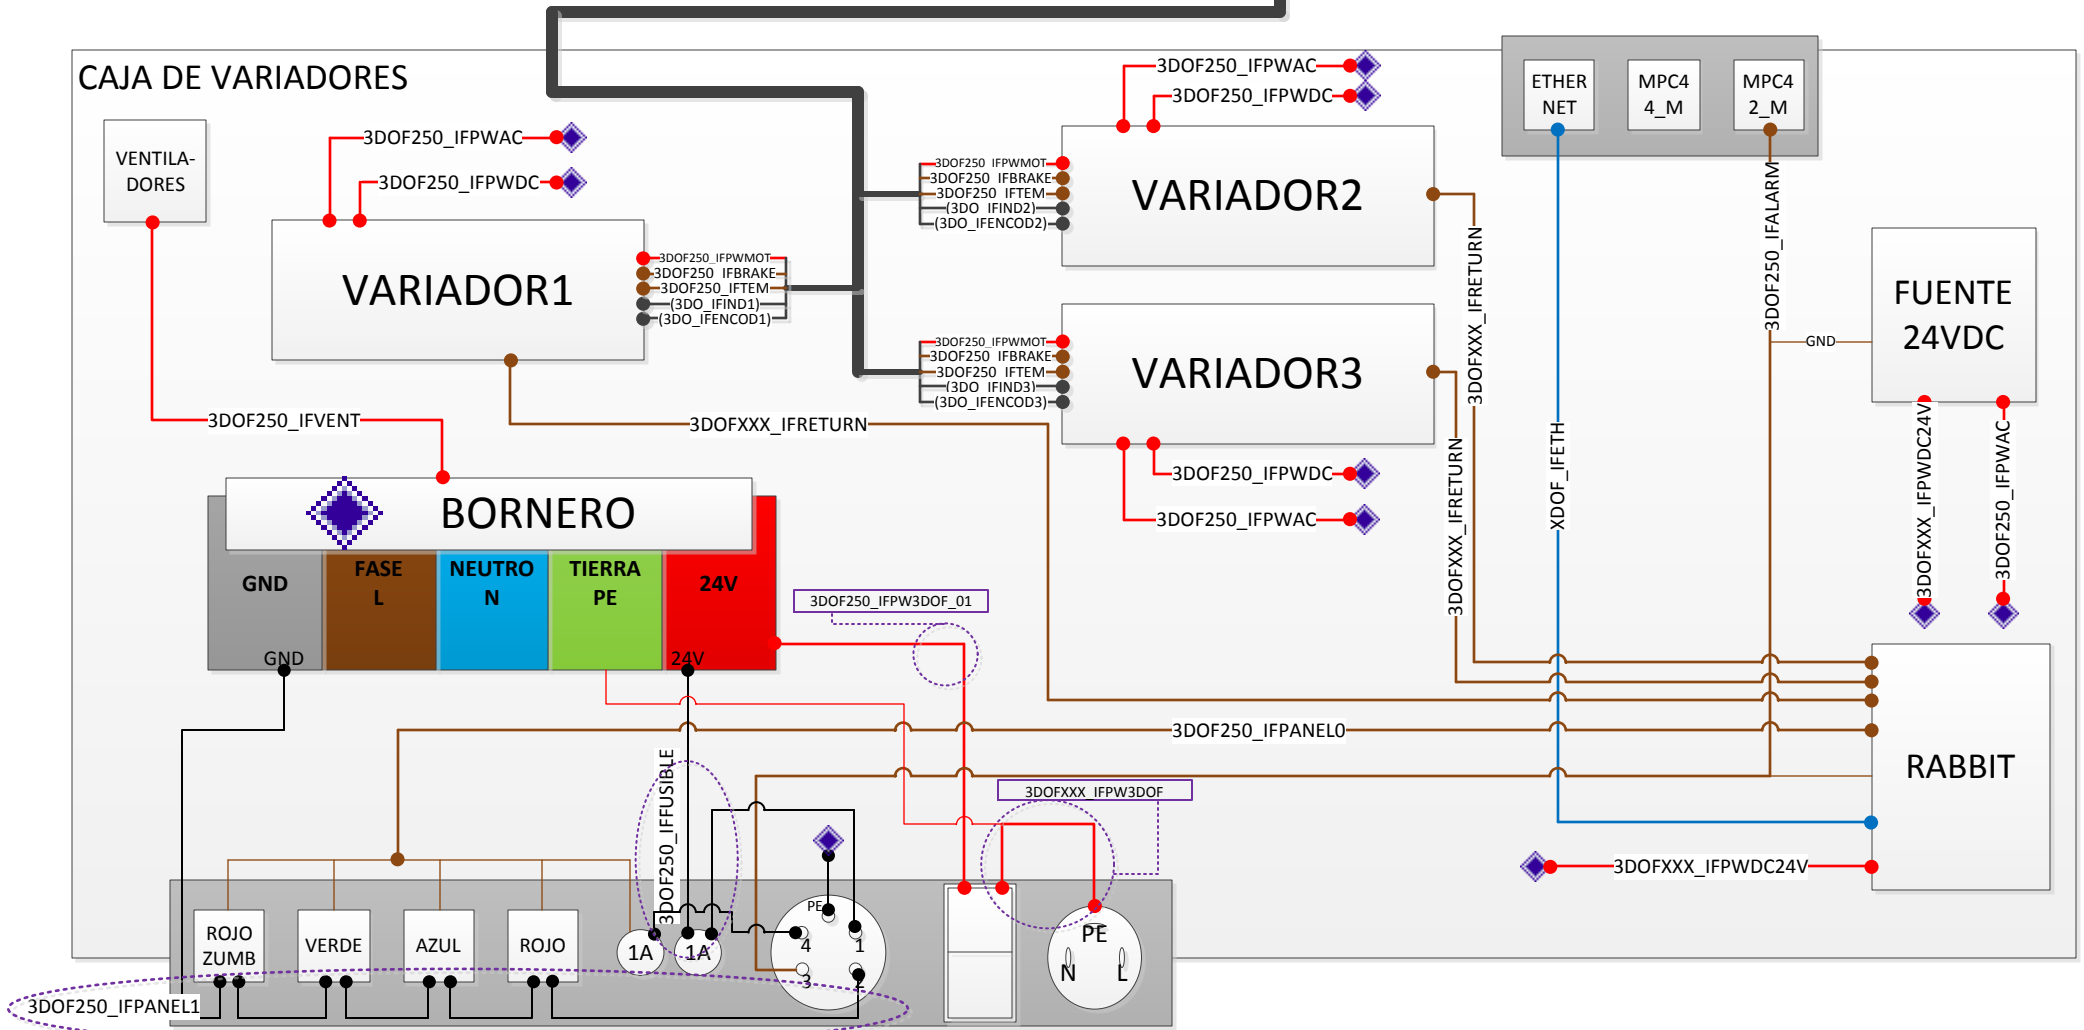 CAJA DE VARIADORES
VENTILA-
DORES
3DOF250_IFPWAC
3DOF250_IFPWDC
VARIADOR1
3DOF250_IFPWMOT
3DOF250_IFBRAKE
3DOF250_IFTEM
(3DO_IFIND1)
(3DO_IFENCOD1)
3DOF250_IFPWAC
3DOF250_IFPWDC
VARIADOR2
3DOF250_IFPWMOT
3DOF250_IFBRAKE
3DOF250_IFTEM
(3DO_IFIND2)
(3DO_IFENCOD2)
VARIADOR3
3DOF250_IFPWMOT
3DOF250_IFBRAKE
3DOF250_IFTEM
(3DO_IFIND3)
(3DO_IFENCOD3)
3DOF250_IFPWDC
3DOF250_IFPWAC
ETHER
NET
MPC4
4_M
MPC4
2_M
3DOFXXX_IFRETURN
3DOFXXX_IFRETURN
XDOF_IFETH
3DOF250_IFALARM
GND
FUENTE
24VDC
3DOFXXX_IFPWDC24V
3DOF250_IFPWAC
3DOF250_IFVENT
3DOFXXX_IFRETURN
BORNERO
GND
FASE
L
NEUTRO
N
TIERRA
PE
24V
GND
24V
3DOF250_IFPW3DOF_01
3DOF250_IFPANEL0
RABBIT
3DOFXXX_IFPW3DOF
3DOFXXX_IFPWDC24V
3DOF250_IFFUSIBLE
ROJO
ZUMB
VERDE
AZUL
ROJO
1A
1A
PE
4
1
3
2
PE
N
L
3DOF250_IFPANEL1